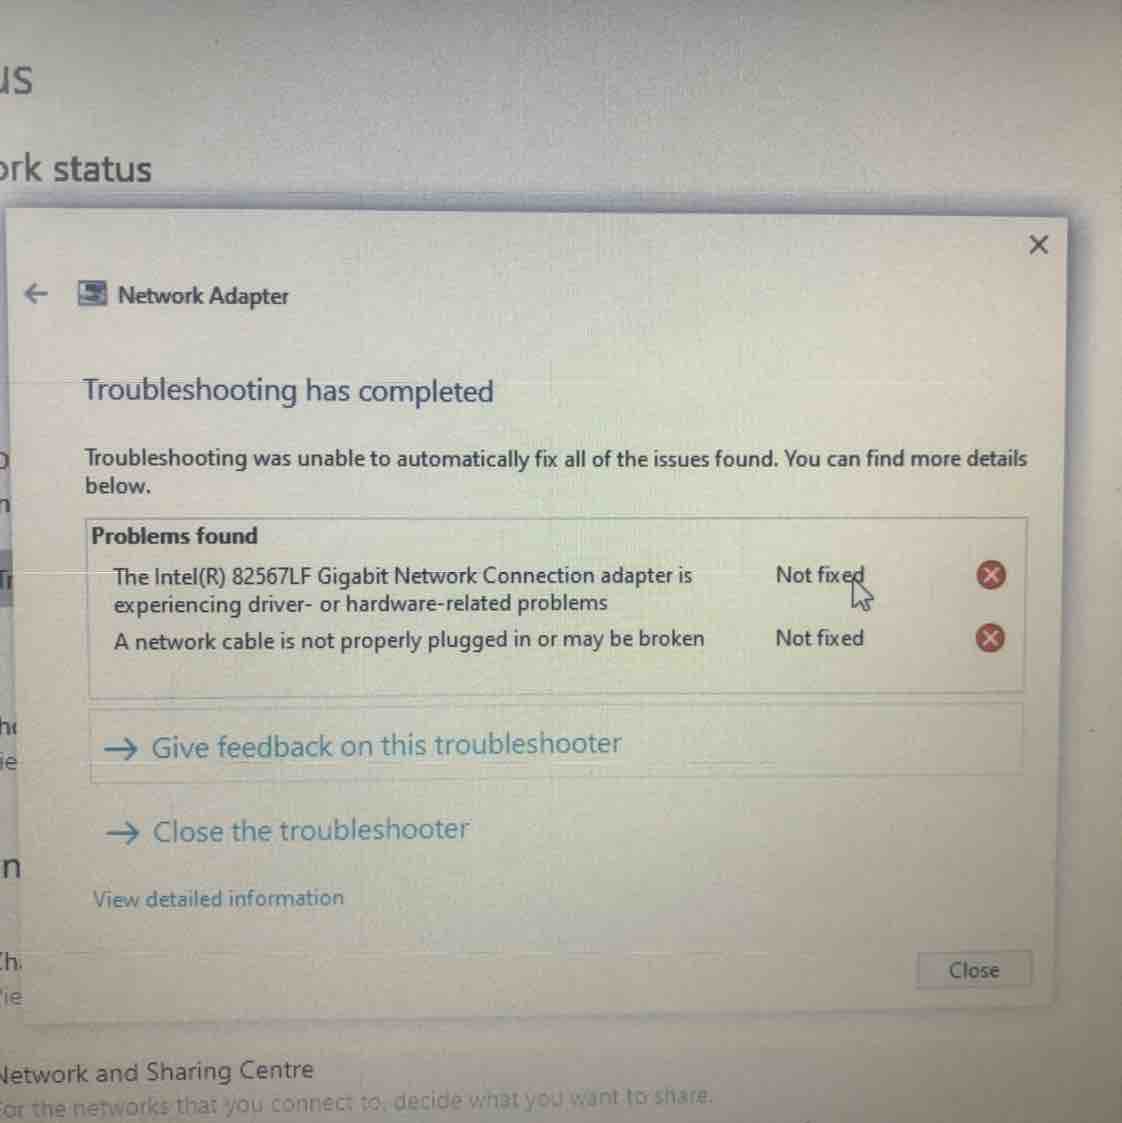 us
ork status
Network Adapter
Troubleshooting has completed
Troubleshooting was unable to automatically fix all of the issues found. You can find more details
below.
Problems found
The Intel(R) 82567LF Gigabit Network Connection adapter is
Not fixed
experiencing driver- or hardware-related problems
A network cable is not properly plugged in or may be broken
Not fixed
Give feedback on this troubleshooter
Close the troubleshooter
View detailed information
Close
Network and Sharing Centre
For the networks that you connect to, decide what you want to share.